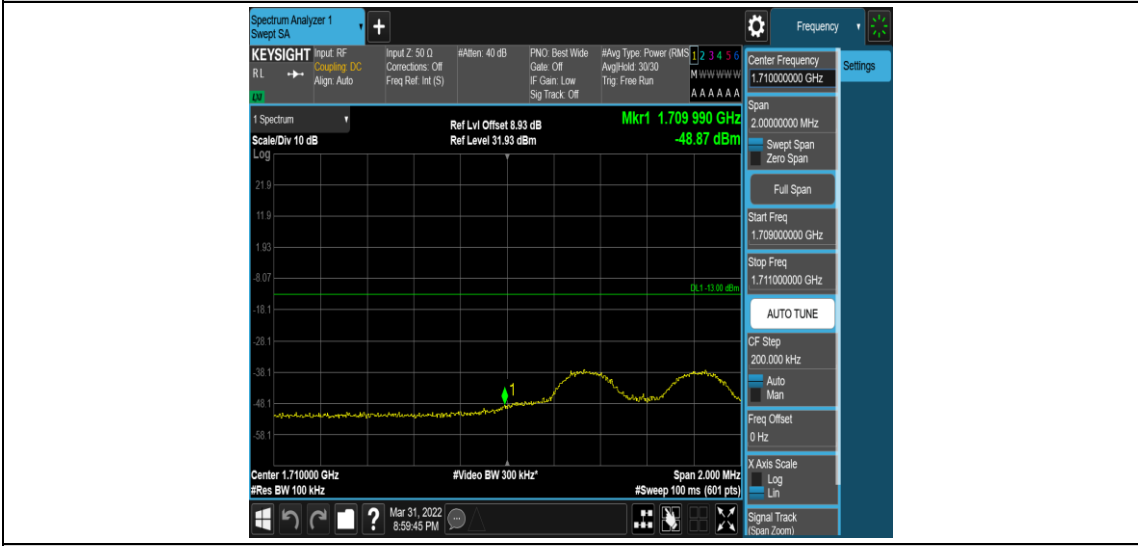 Spectrum Analyzer 1
Swept SA
+
Frequency
KEYSIGHT
RL
LXI
Input: RF
Coupling: DC
Align: Auto
Input Z: 50 Ω
Corrections: Off
Freq Ref: Int (S)
#Atten: 40 dB
PNO: Best Wide
Gate: Off
IF Gain: Low
Sig Track: Off
#Avg Type: Power (RMS
Avg|Hold: 30/30
Trig: Free Run
1 2 3 4 5 6
M W W W W W
A A A A A A
1 Spectrum
Scale/Div 10 dB
Log
Ref Lvl Offset 8.93 dB
Ref Level 31.93 dBm
Mkr1 1.709 990 GHz
-48.87 dBm
21.9
11.9
1.93
-8.07
-18.1
-28.1
-38.1
-48.1
-58.1
DL1 -13.00 dBm
1
Center 1.710000 GHz
#Res BW 100 kHz
#Video BW 300 kHz*
Span 2.000 MHz
#Sweep 100 ms (601 pts)
?
Mar 31, 2022
8:59:45 PM
Center Frequency
1.710000000 GHz
Settings
Span
2.00000000 MHz
Swept Span
Zero Span
Full Span
Start Freq
1.709000000 GHz
Stop Freq
1.711000000 GHz
AUTO TUNE
CF Step
200.000 kHz
Auto
Man
Freq Offset
0 Hz
X Axis Scale
Log
Lin
Signal Track
(Span Zoom)